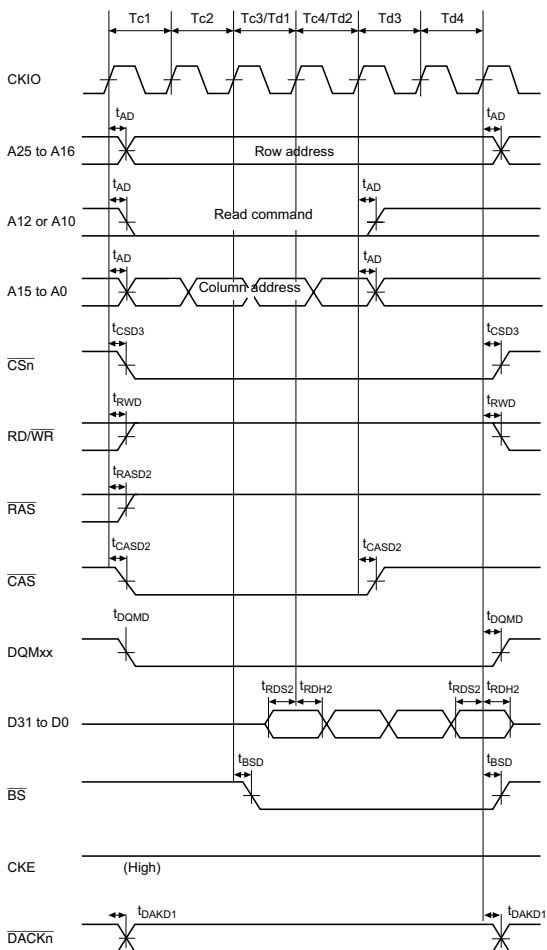 Tc1 Tc2 Tc3/Td1 Tc4/Td2 Td3 Td4
CKIO
tAD tAD
A25 to A16 Row address
tAD tAD
A12 or A10 Read command
tAD tAD
A15 to A0 Column address
tCSD3 tCSD3
CSn
tRWD tRWD
RD/WR
tRASD2
RAS
tCASD2 tCASD2
CAS
tDQMD tDQMD
DQMxx
tRDS2 tRDH2 tRDS2 tRDH2
D31 to D0
tBSD tBSD
BS
CKE (High)
tDAKD1 tDAKD1
DACKn